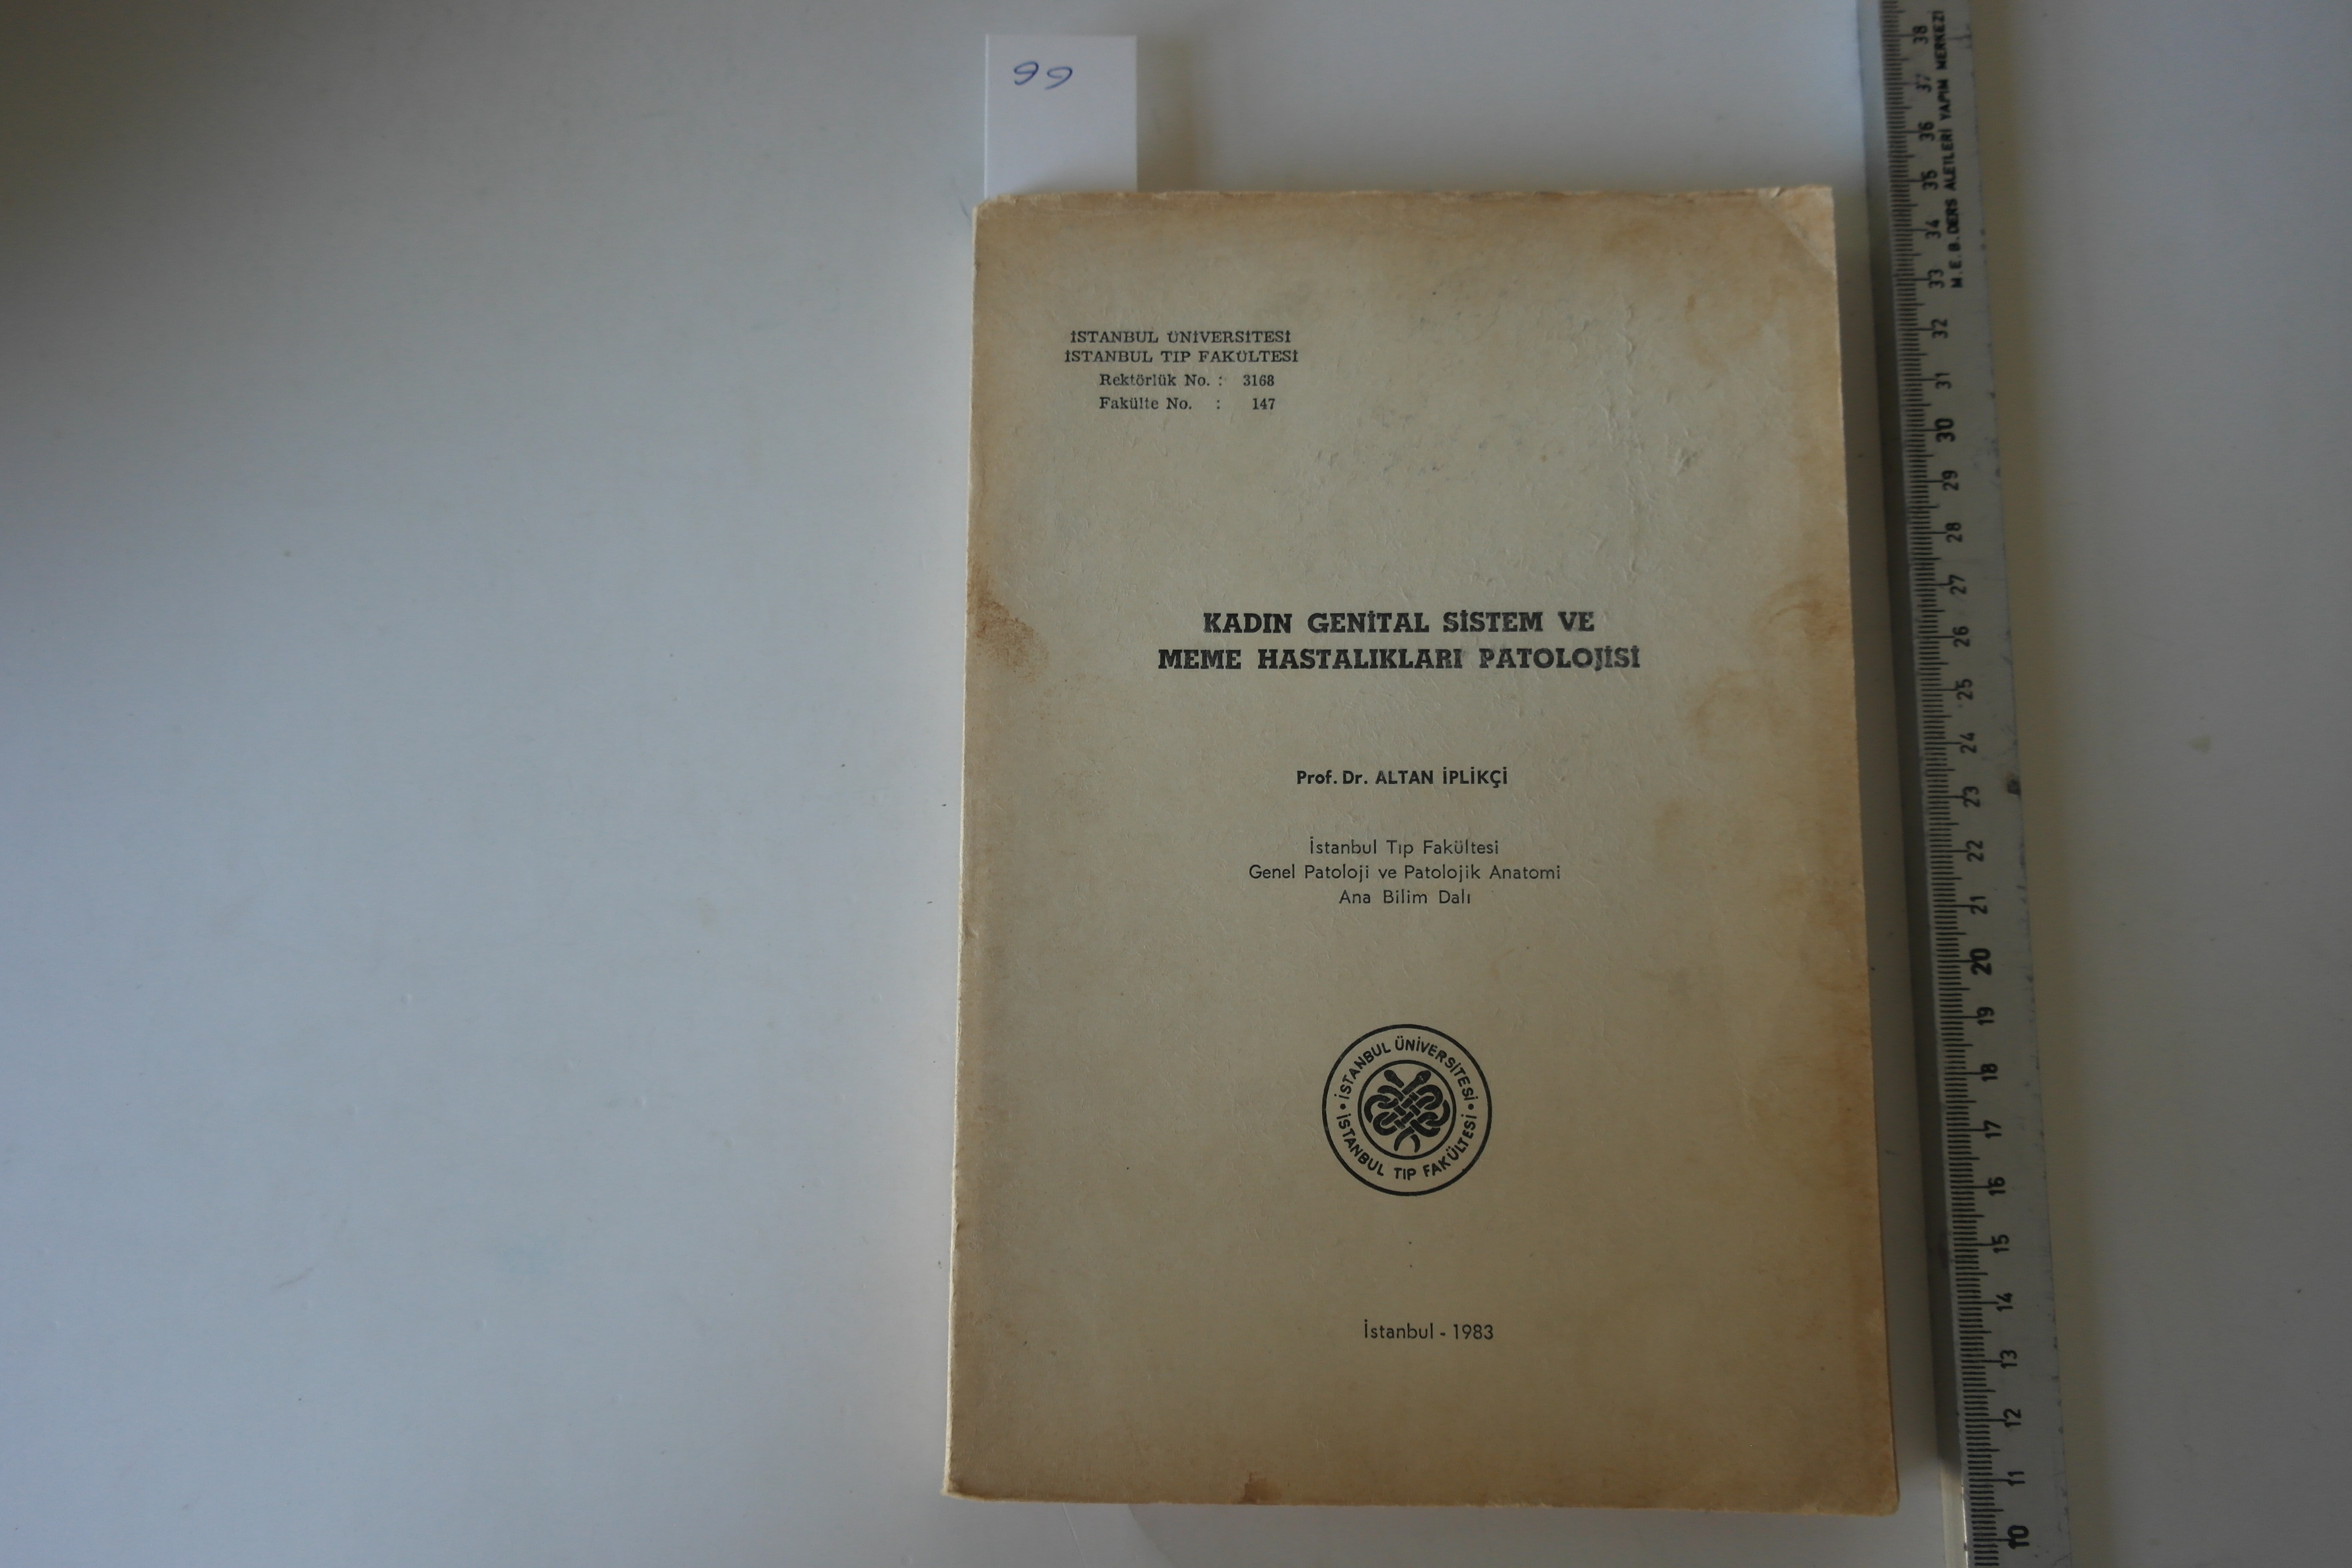 99
İSTANBUL ÜNİVERSİTESİ
İSTANBUL TIP FAKÜLTESİ
Rektörlük No. : 3168
Fakülte No. : 147
KADIN GENİTAL SİSTEM VE
MEME HASTALIKLARI PATOLOJİSİ
Prof. Dr. ALTAN İPLİKÇİ
İstanbul Tıp Fakültesi
Genel Patoloji ve Patolojik Anatomi
Ana Bilim Dalı
• İSTANBUL ÜNİVERSİTESİ •
İSTANBUL TIP FAKÜLTESİ
İstanbul - 1983
M.E.B. DERS ALETLERİ YAPIM MERKEZİ
10 11 12 13 14 15 16 17 18 19 20 21 22 23 24 25 26 27 28 29 30 31 32 33 34 35 36 37 38